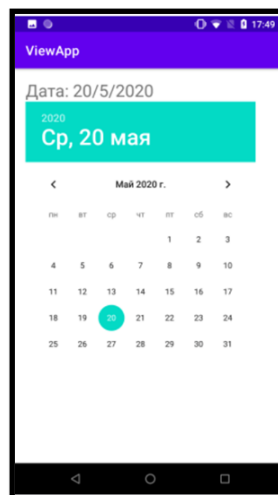 17:49
ViewApp
Дата: 20/5/2020
2020
Ср, 20 мая
Май 2020 г.
пн вт ср чт пт сб вс
1 2 3
4 5 6 7 8 9 10
11 12 13 14 15 16 17
18 19 20 21 22 23 24
25 26 27 28 29 30 31